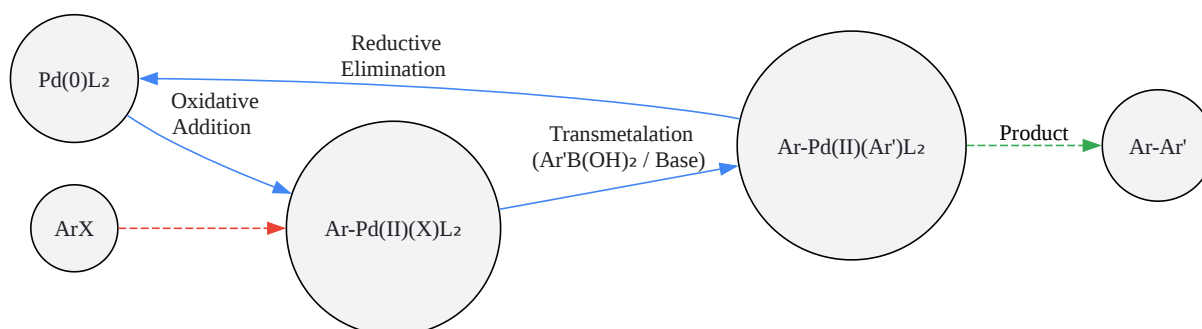 Pd(0)L₂
Reductive
Elimination
Oxidative
Addition
ArX
Ar-Pd(II)(X)L₂
Transmetalation
(Ar'B(OH)₂ / Base)
Ar-Pd(II)(Ar')L₂
Product
Ar-Ar'